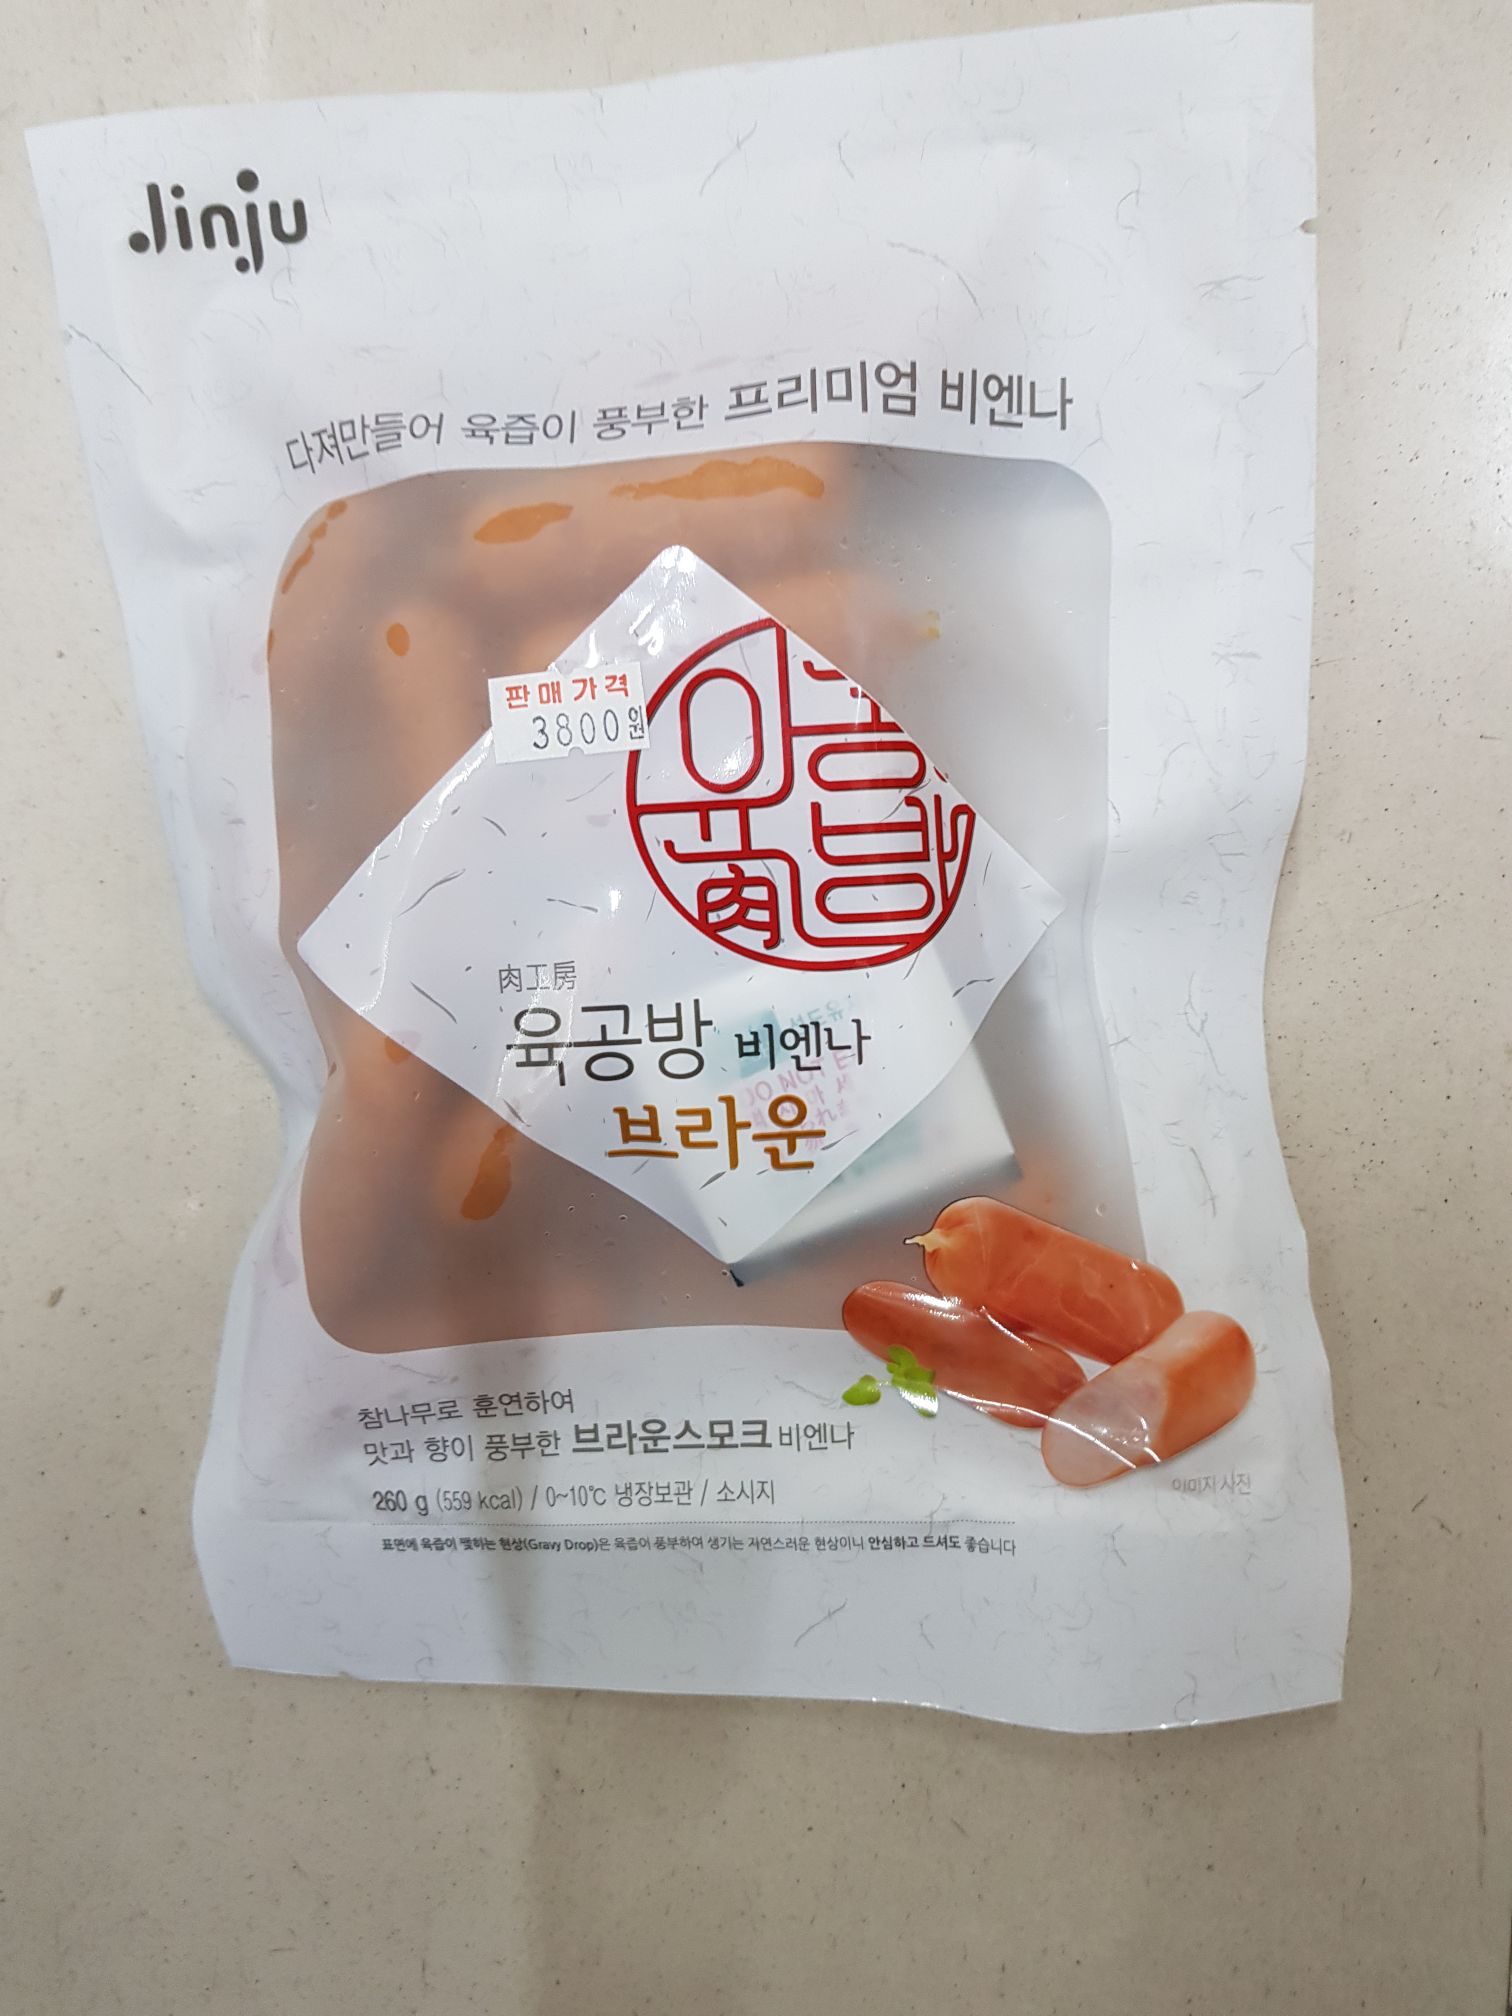 Jinju
다져만들어 육즙이 풍부한 프리미엄 비엔나
판매가격
3800원
육공방
肉
肉工房
육공방 비엔나
브라운
참나무로 훈연하여
맛과 향이 풍부한 브라운스모크 비엔나
260 g (559 kcal) / 0~10℃ 냉장보관 / 소시지
이미지 사진
표면에 육즙이 맺히는 현상(Gravy Drop)은 육즙이 풍부하여 생기는 자연스러운 현상이니 안심하고 드셔도 좋습니다